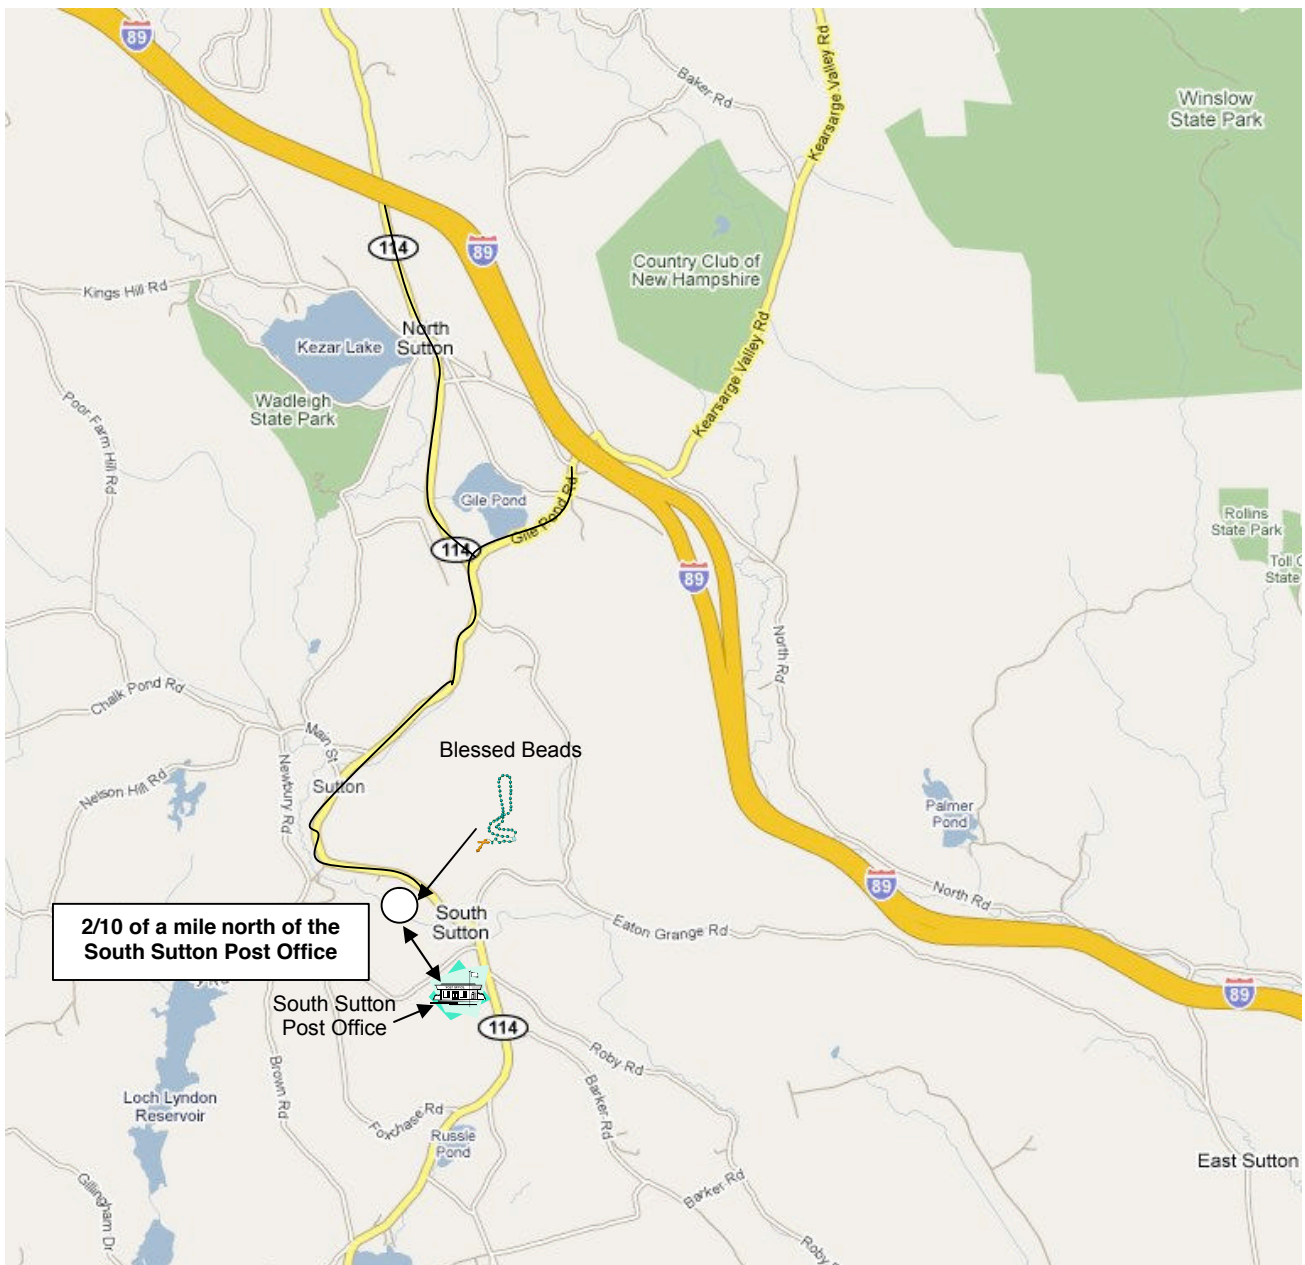 89
Kearsarge Valley Rd
Baker Rd
Winslow
State Park
114
89
Country Club of
New Hampshire
Kings Hill Rd
North
Sutton
Kezar Lake
Kearsarge Valley Rd
Wadleigh
State Park
Poor Farm Hill Rd
Gile Pond
Gile Pond Rd
Rollins
State Park
114
Toll
State
89
North Rd
Chalk Pond Rd
Main St
Blessed Beads
Newbury Rd
Nelson Hill Rd
Sutton
Palmer
Pond
89
North Rd
South
Sutton
Eaton Grange Rd
2/10 of a mile north of the
South Sutton Post Office
y Rd
89
South Sutton
Post Office
114
Roby Rd
Brown Rd
Barker Rd
Loch Lyndon
Reservoir
Foxchase Rd
Russle
Pond
East Sutton
Gillingham Dr
Barker Rd
Roby